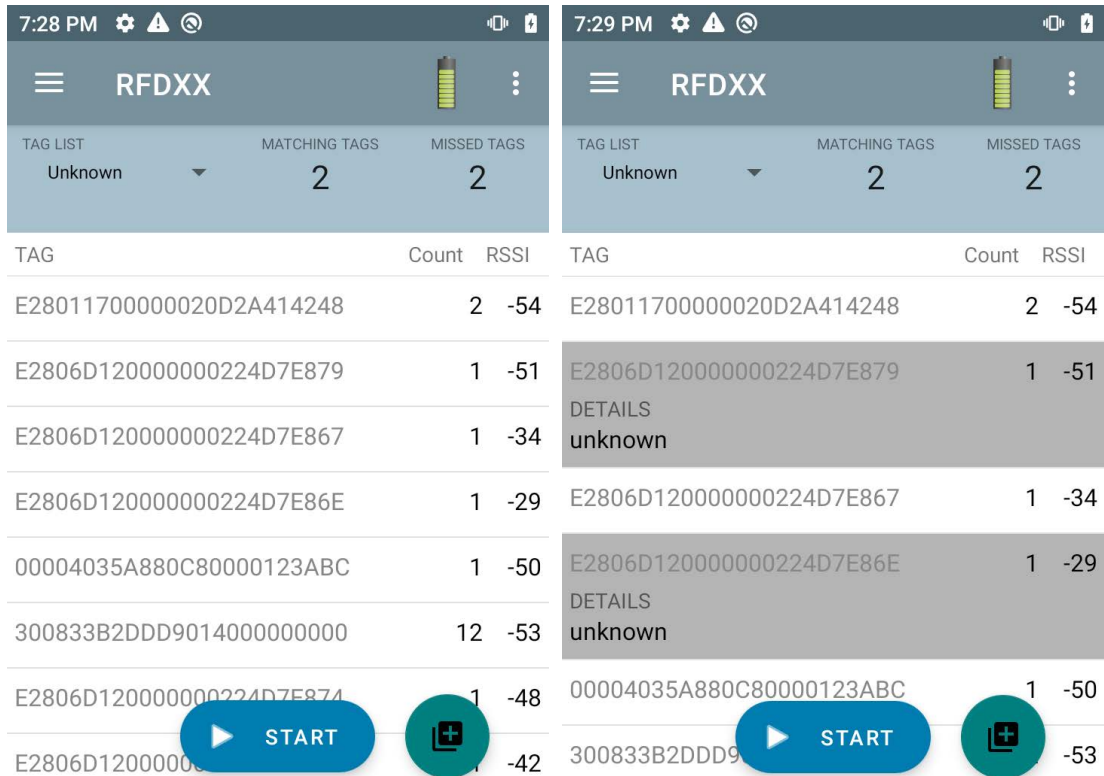 7:28 PM
RFDXX
TAG LIST MATCHING TAGS MISSED TAGS
Unknown 2 2
TAG Count RSSI
E28011700000020D2A414248 2 -54
E2806D120000000224D7E879 1 -51
E2806D120000000224D7E867 1 -34
E2806D120000000224D7E86E 1 -29
00004035A880C80000123ABC 1 -50
300833B2DDD9014000000000 12 -53
E2806D120000000224D7E874 1 -48
START
-42
7:29 PM
RFDXX
TAG LIST MATCHING TAGS MISSED TAGS
Unknown 2 2
TAG Count RSSI
E28011700000020D2A414248 2 -54
E2806D120000000224D7E879 1 -51
DETAILS
unknown
E2806D120000000224D7E867 1 -34
E2806D120000000224D7E86E 1 -29
DETAILS
unknown
00004035A880C80000123ABC 1 -50
START
-53